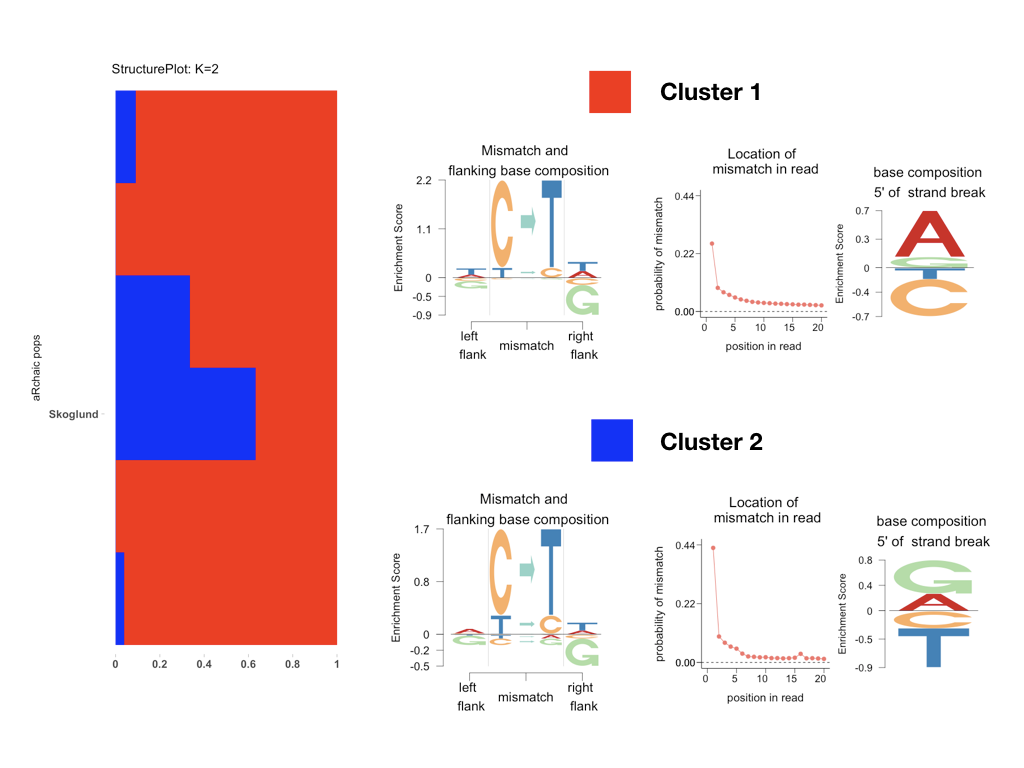 StructurePlot: K=2
aRchaic pops
Skoglund
0 0.2 0.4 0.6 0.8 1
Cluster 1
Mismatch and
flanking base composition
Enrichment Score
2.2
1.1
0
-0.5
-0.9
C T
T C
T A G
T A C G
left
flank
mismatch
right
flank
Location of
mismatch in read
probability of mismatch
0.44
0.22
0.00
0 5 10 15 20
position in read
base composition
5' of strand break
Enrichment Score
0.7
0.3
0
-0.4
-0.7
A
G
T
C
Cluster 2
Mismatch and
flanking base composition
Enrichment Score
1.7
0.8
0
-0.2
-0.5
C T
T C
C G
A G
T A G
left
flank
mismatch
right
flank
Location of
mismatch in read
probability of mismatch
0.44
0.22
0.00
0 5 10 15 20
position in read
base composition
5' of strand break
Enrichment Score
0.8
0.4
0
-0.5
-0.9
G
A
C
T